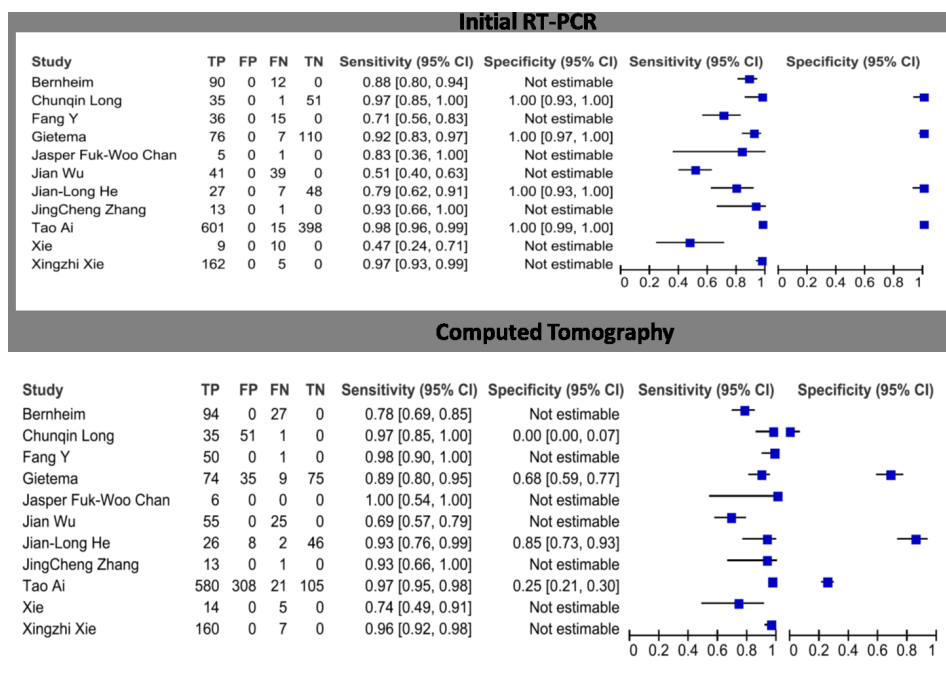 Initial RT-PCR
Study TP FP FN TN Sensitivity (95% CI) Specificity (95% CI) Sensitivity (95% CI) Specificity (95% CI)
Bernheim 90 0 12 0 0.88 [0.80, 0.94] Not estimable
Chunqin Long 35 0 1 51 0.97 [0.85, 1.00] 1.00 [0.93, 1.00]
Fang Y 36 0 15 0 0.71 [0.56, 0.83] Not estimable
Gietema 76 0 7 110 0.92 [0.83, 0.97] 1.00 [0.97, 1.00]
Jasper Fuk-Woo Chan 5 0 1 0 0.83 [0.36, 1.00] Not estimable
Jian Wu 41 0 39 0 0.51 [0.40, 0.63] Not estimable
Jian-Long He 27 0 7 48 0.79 [0.62, 0.91] 1.00 [0.93, 1.00]
JingCheng Zhang 13 0 1 0 0.93 [0.66, 1.00] Not estimable
Tao Ai 601 0 15 398 0.98 [0.96, 0.99] 1.00 [0.99, 1.00]
Xie 9 0 10 0 0.47 [0.24, 0.71] Not estimable
Xingzhi Xie 162 0 5 0 0.97 [0.93, 0.99] Not estimable
0 0.2 0.4 0.6 0.8 1 0 0.2 0.4 0.6 0.8 1
Computed Tomography
Study TP FP FN TN Sensitivity (95% CI) Specificity (95% CI) Sensitivity (95% CI) Specificity (95% CI)
Bernheim 94 0 27 0 0.78 [0.69, 0.85] Not estimable
Chunqin Long 35 51 1 0 0.97 [0.85, 1.00] 0.00 [0.00, 0.07]
Fang Y 50 0 1 0 0.98 [0.90, 1.00] Not estimable
Gietema 74 35 9 75 0.89 [0.80, 0.95] 0.68 [0.59, 0.77]
Jasper Fuk-Woo Chan 6 0 0 0 1.00 [0.54, 1.00] Not estimable
Jian Wu 55 0 25 0 0.69 [0.57, 0.79] Not estimable
Jian-Long He 26 8 2 46 0.93 [0.76, 0.99] 0.85 [0.73, 0.93]
JingCheng Zhang 13 0 1 0 0.93 [0.66, 1.00] Not estimable
Tao Ai 580 308 21 105 0.97 [0.95, 0.98] 0.25 [0.21, 0.30]
Xie 14 0 5 0 0.74 [0.49, 0.91] Not estimable
Xingzhi Xie 160 0 7 0 0.96 [0.92, 0.98] Not estimable
0 0.2 0.4 0.6 0.8 1 0 0.2 0.4 0.6 0.8 1